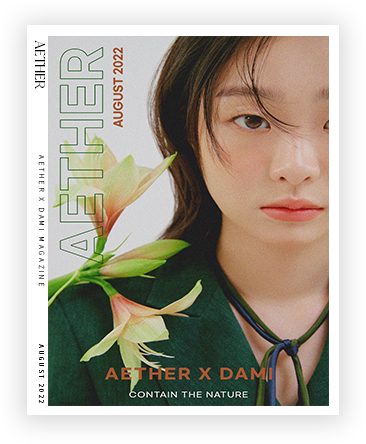 AETHER
AETHER X DAMI MAGAZINE
AUGUST 2022
AETHER
AUGUST 2022
AETHER X DAMI
CONTAIN THE NATURE